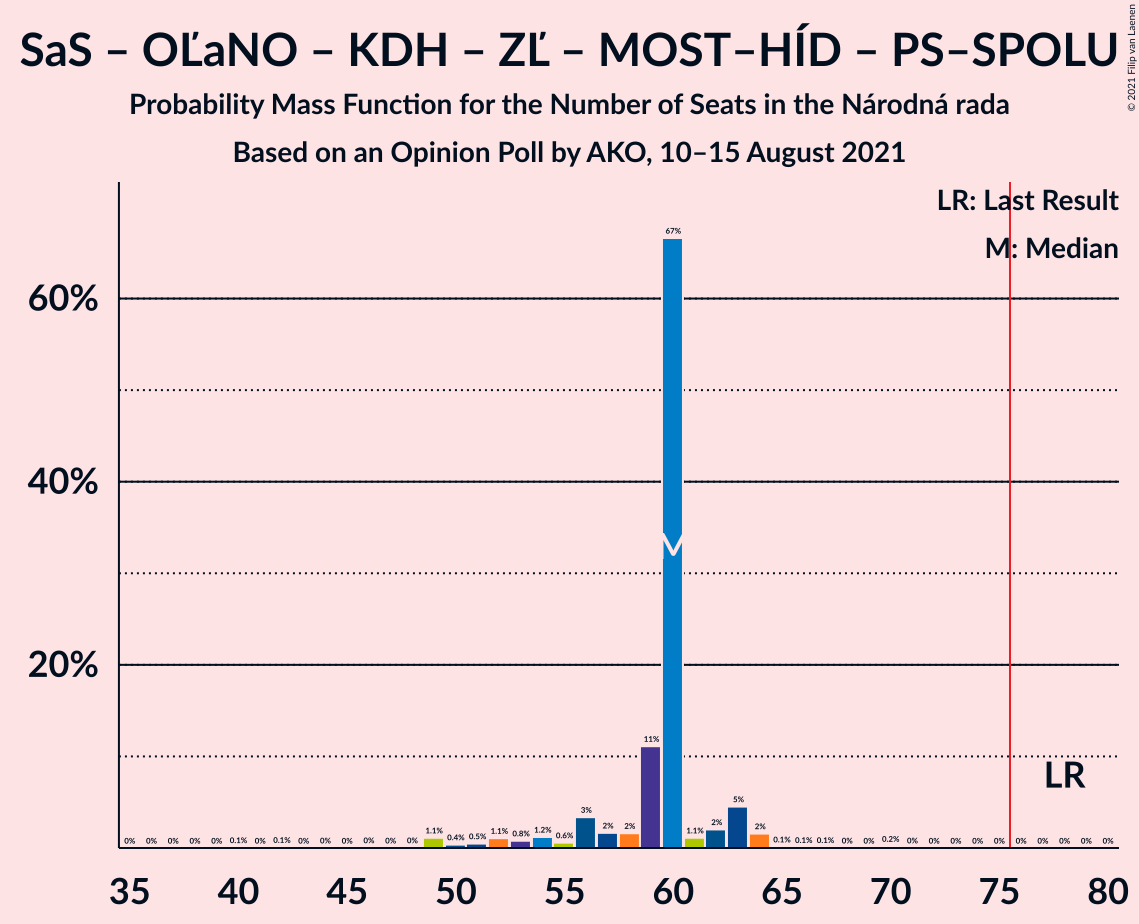 SaS – OĽaNO – KDH – ZĽ – MOST–HÍD – PS–SPOLU
Probability Mass Function for the Number of Seats in the Národná rada
Based on an Opinion Poll by AKO, 10–15 August 2021
© 2021 Filip van Laenen
LR: Last Result
M: Median
60%
40%
20%
67%
11%
LR
0% 0% 0% 0% 0% 0.1% 0% 0.1% 0% 0% 0% 0% 0% 0% 1.1% 0.4% 0.5% 1.1% 0.8% 1.2% 0.6% 3% 2% 2% 1.1% 2% 5% 2% 0.1% 0.1% 0.1% 0% 0% 0.2% 0% 0% 0% 0% 0% 0% 0% 0% 0% 0%
M
35 40 45 50 55 60 65 70 75 80